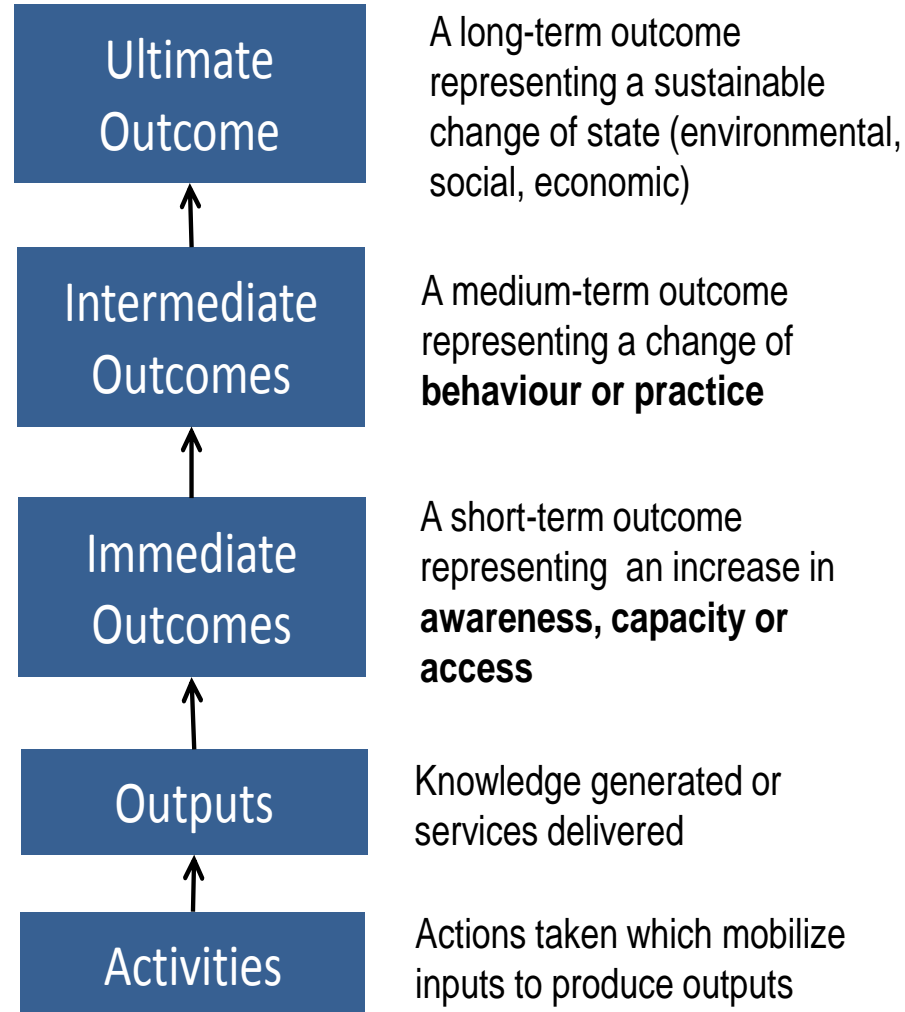 Ultimate
Outcome
A long-term outcome
representing a sustainable
change of state (environmental,
social, economic)
Intermediate
Outcomes
A medium-term outcome
representing a change of
behaviour or practice
Immediate
Outcomes
A short-term outcome
representing an increase in
awareness, capacity or
access
Outputs
Knowledge generated or
services delivered
Activities
Actions taken which mobilize
inputs to produce outputs